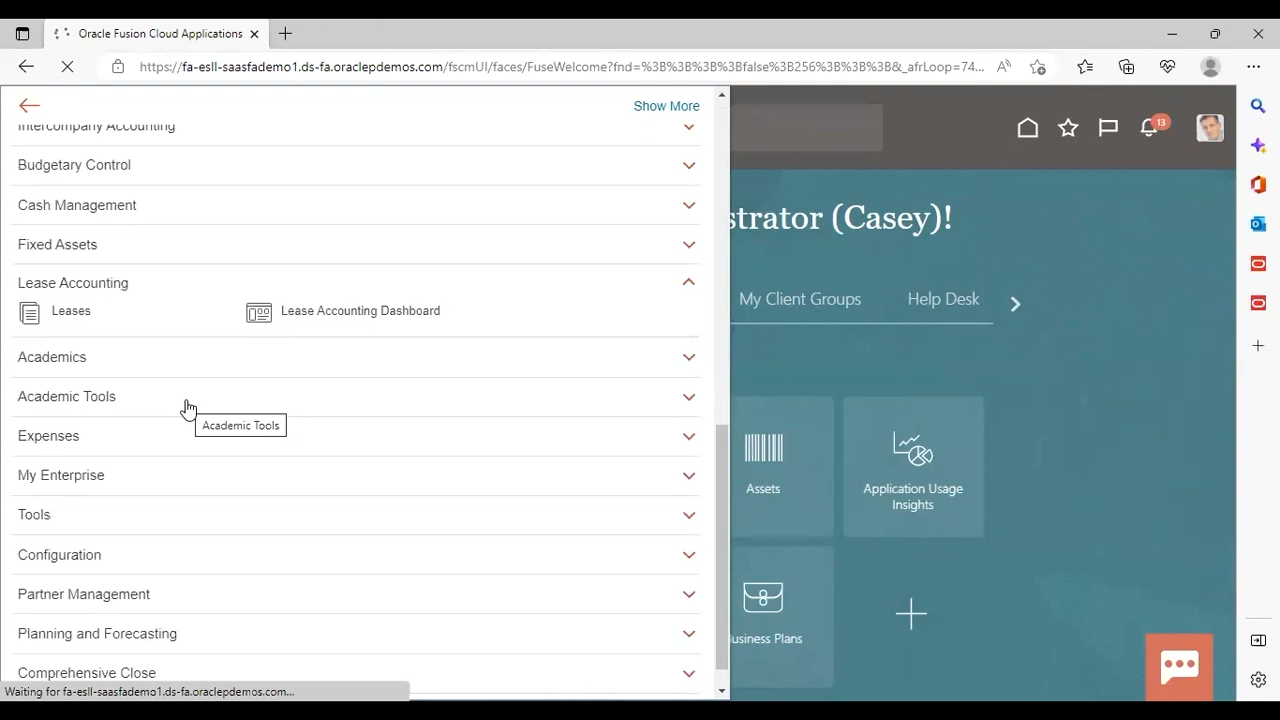 Oracle Fusion Cloud Applications
https://fa-esll-saasfademo1.ds-fa.oraclepdemos.com/fscmUI/faces/FuseWelcome?fnd=%3B%3B%3B%3Bfalse%3B256%3B%3B%3B&_afrLoop=74...
Show More
Intercompany Accounting
Budgetary Control
Cash Management
Fixed Assets
Lease Accounting
Leases
Lease Accounting Dashboard
Academics
Academic Tools
Academic Tools
Expenses
My Enterprise
Tools
Configuration
Partner Management
Planning and Forecasting
Comprehensive Close
Waiting for fa-esll-saasfademo1.ds-fa.oraclepdemos.com...
13
strator (Casey)!
My Client Groups
Help Desk
Assets
Application Usage
Insights
usiness Plans